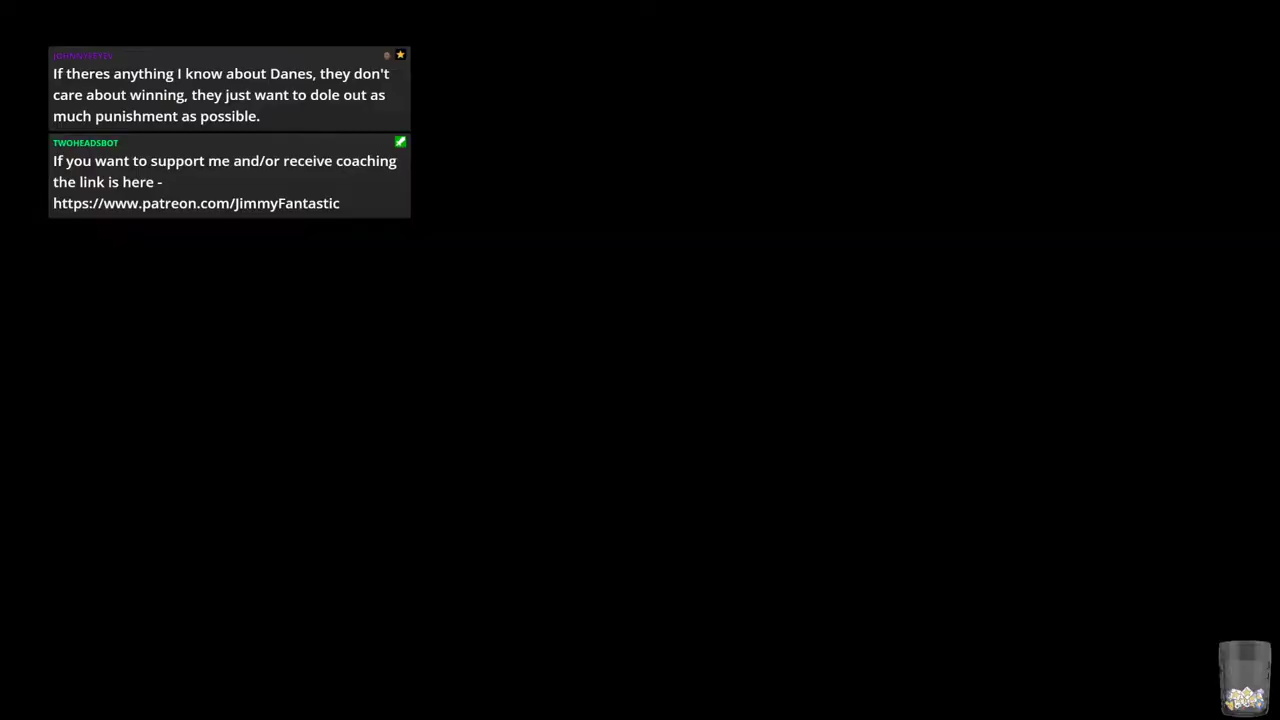 JOHNNYFETS
If theres anything I know about Danes, they don't
care about winning, they just want to dole out as
much punishment as possible.
TWOHEADSBOT
If you want to support me and/or receive coaching
the link is here -
https://www.patreon.com/JimmyFantastic